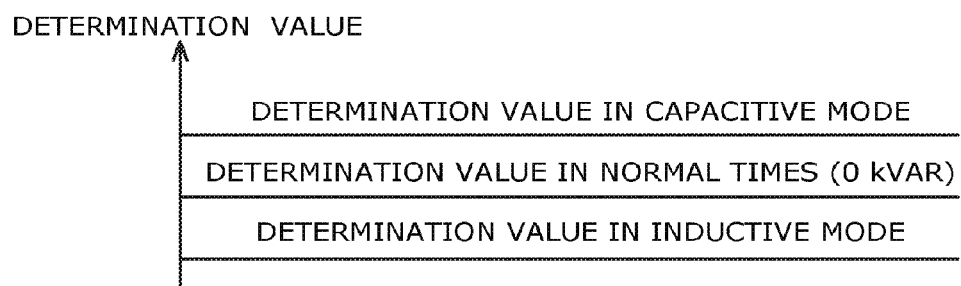 DETERMINATION VALUE
DETERMINATION VALUE IN CAPACITIVE MODE
DETERMINATION VALUE IN NORMAL TIMES (0 kVAR)
DETERMINATION VALUE IN INDUCTIVE MODE